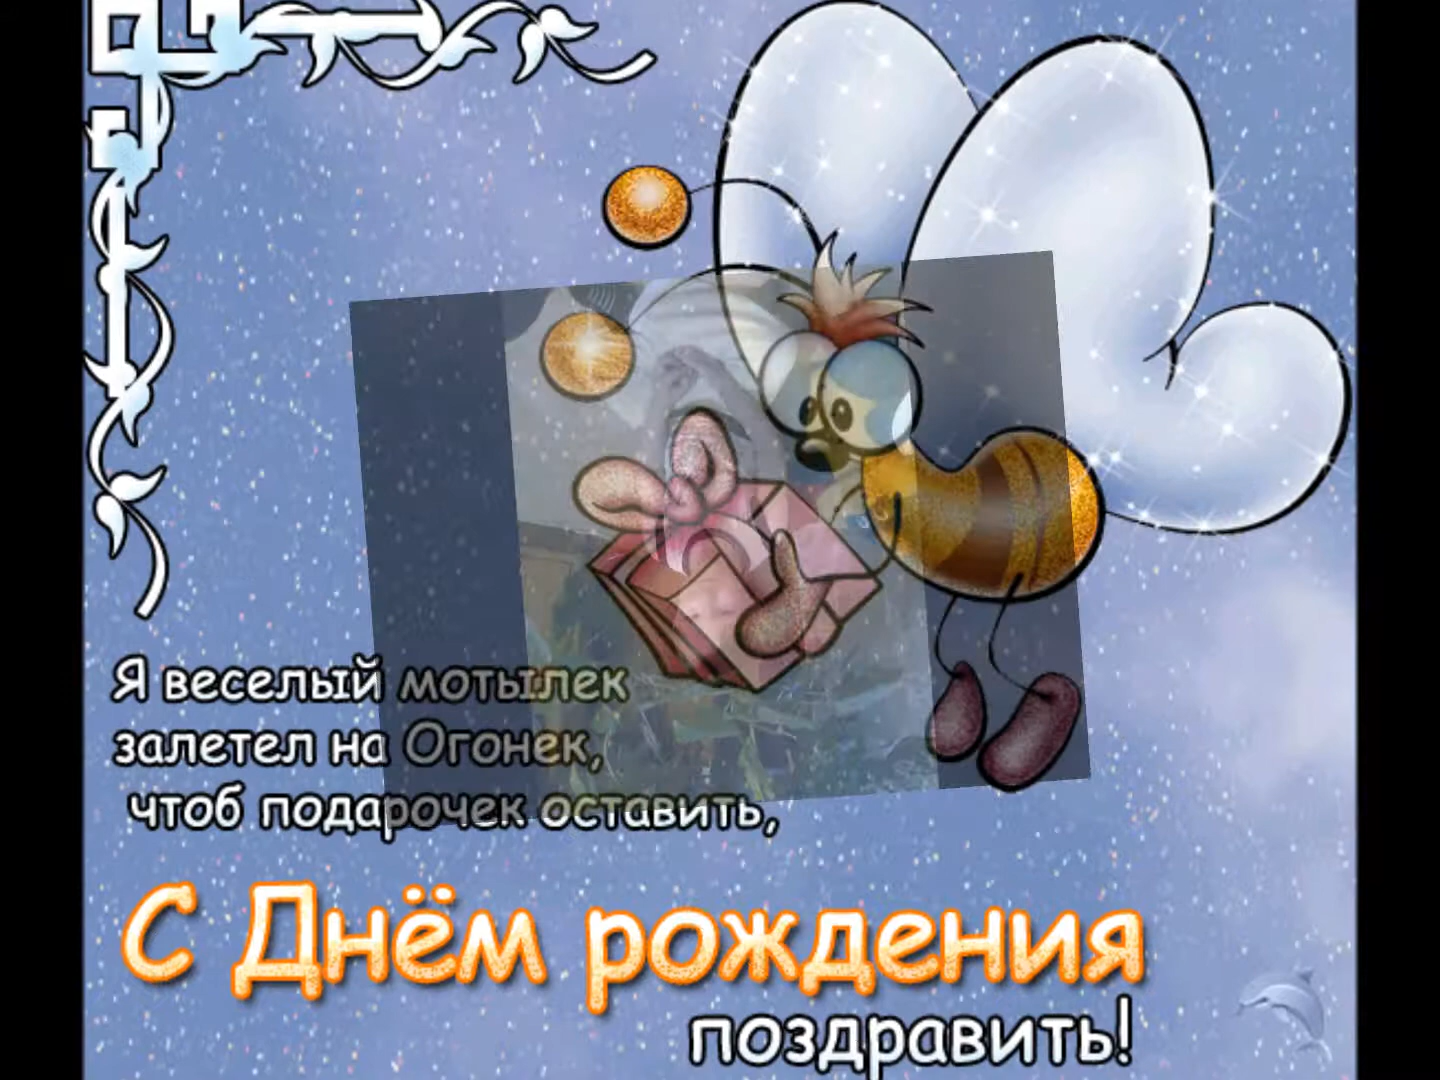 Я веселый мотылек
залетел на Огонек,
чтоб подарочек оставить,
С Днём рождения
поздравить!